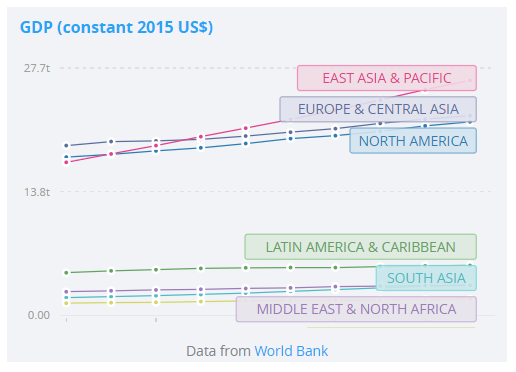 GDP (constant 2015 US$)
27.7t
EAST ASIA & PACIFIC
EUROPE & CENTRAL ASIA
NORTH AMERICA
13.8t
LATIN AMERICA & CARIBBEAN
SOUTH ASIA
MIDDLE EAST & NORTH AFRICA
0.00
Data from World Bank